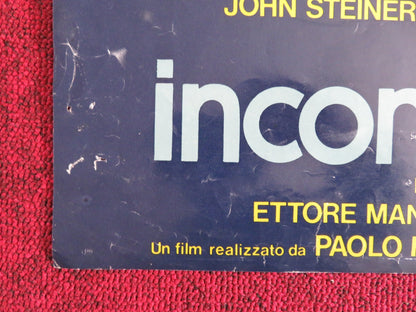 JOHN STEINER
incon
ETTORE MAN
Un film realizzato da PAOLO